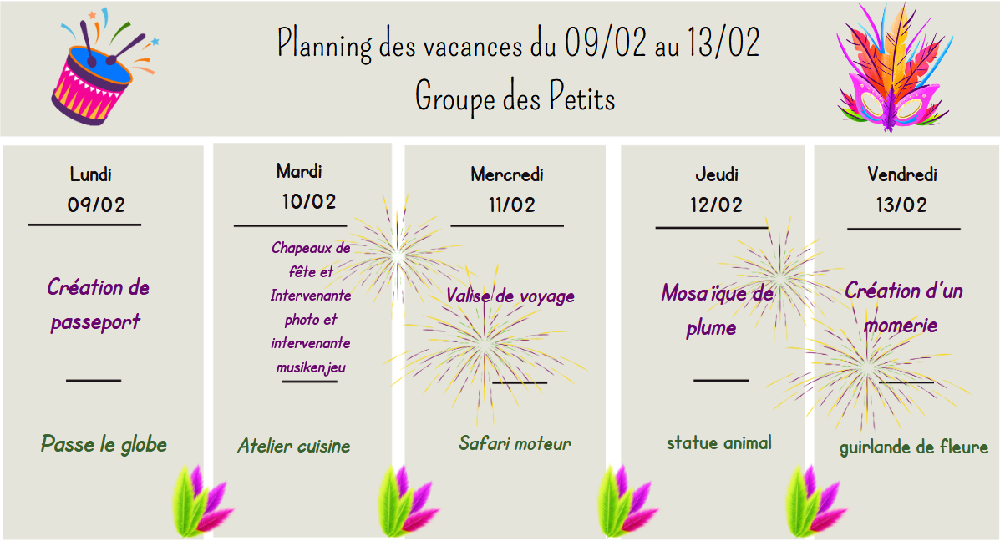 Planning des vacances du 09/02 au 13/02
Groupe des Petits
Lundi
09/02
Création de
passeport
Passe le globe
Mardi
10/02
Chapeaux de
fête et
Intervenante
photo et
intervenante
musikenjeu
Atelier cuisine
Mercredi
11/02
Valise de voyage
Safari moteur
Jeudi
12/02
Mosaïque de
plume
statue animal
Vendredi
13/02
Création d'un
momerie
guirlande de fleure